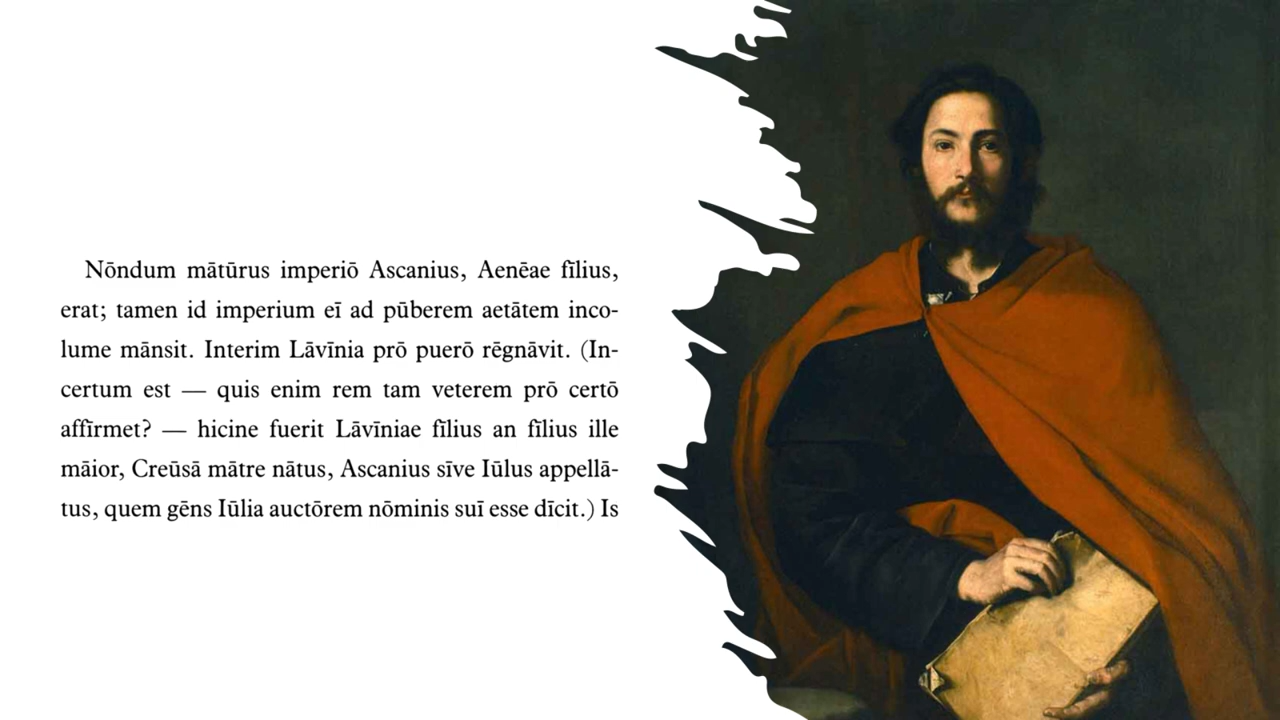 Nōndum mātūrus imperiō Ascanius, Aenēae fīlius,
erat; tamen id imperium eī ad pūberem aetātem inco-
lume mānsit. Interim Lāvīnia prō puerō rēgnāvit. (In-
certum est — quis enim rem tam veterem prō certō
affīrmet? — hicine fuerit Lāvīniae fīlius an fīlius ille
māior, Creūsā mātre nātus, Ascanius sīve Iūlus appellā-
tus, quem gēns Iūlia auctōrem nōminis suī esse dīcit.) Is